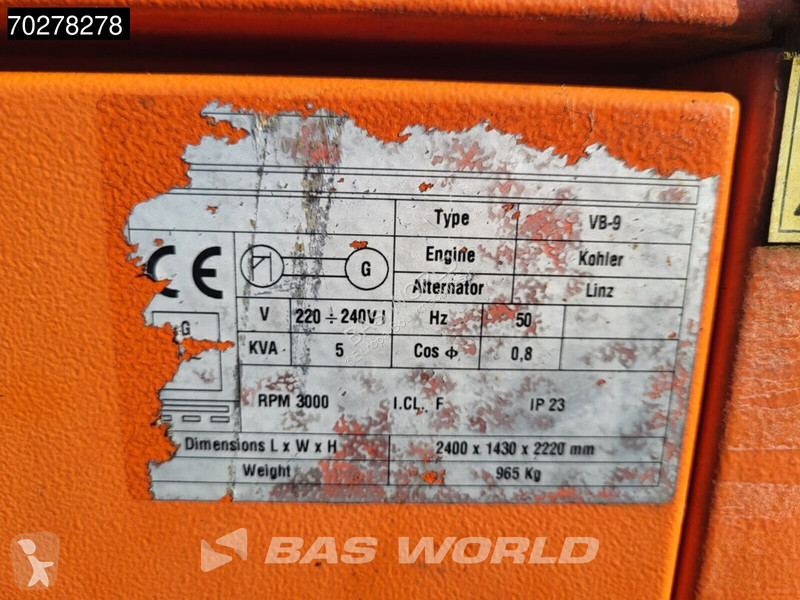 70278278
Type VB-9
Engine Kohler
CE G Alternator Linz
V 220 ÷ 240V Hz 50
G
KVA 5 Cos ф 0,8
RPM 3000 I.CL. F IP 23
Dimensions L x W x H 2400 x 1430 x 2220 mm
Weight 965 Kg
BAS WORLD